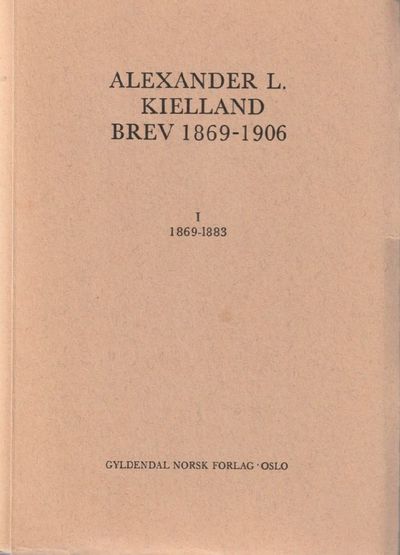 ALEXANDER L.
KIELLAND
BREV 1869-1906
I
1869-1883
GYLDENDAL NORSK FORLAG · OSLO